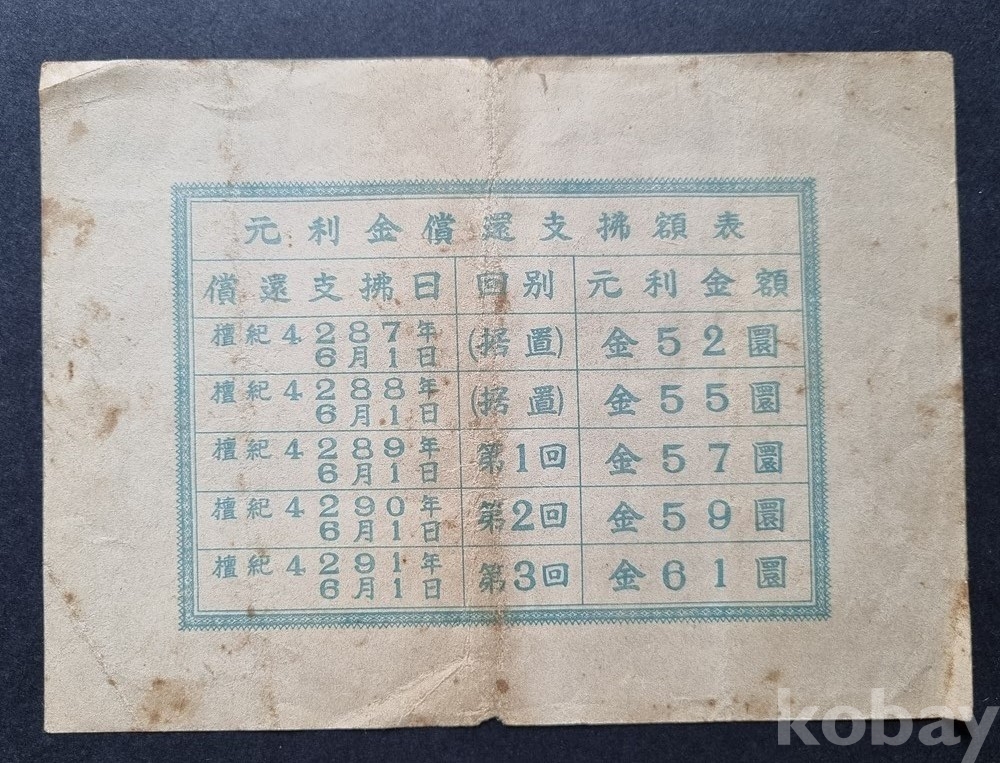 元利金償還支拂額表
償還支拂日 回別 元利金額
檀紀4287年6月1日 (据置) 金52圜
檀紀4288年6月1日 (据置) 金55圜
檀紀4289年6月1日 第1回 金57圜
檀紀4290年6月1日 第2回 金59圜
檀紀4291年6月1日 第3回 金61圜
kobay